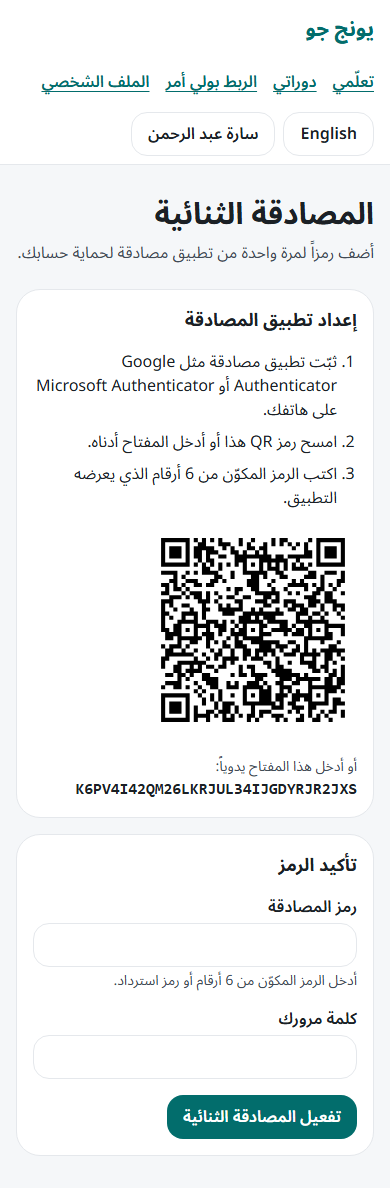 يونج جو
تعلّمي دوراتي الربط بولي أمر الملف الشخصي
English سارة عبد الرحمن
المصادقة الثنائية
أضف رمزاً لمرة واحدة من تطبيق مصادقة لحماية حسابك.
إعداد تطبيق المصادقة
1. ثبّت تطبيق مصادقة مثل Google
Authenticator أو Microsoft Authenticator
على هاتفك.
2. امسح رمز QR هذا أو أدخل المفتاح أدناه.
3. اكتب الرمز المكوّن من 6 أرقام الذي يعرضه
التطبيق.
أو أدخل هذا المفتاح يدوياً:
K6PV4I42QM26LKRJUL34IJGDYRJR2JXS
تأكيد الرمز
رمز المصادقة
أدخل الرمز المكوّن من 6 أرقام أو رمز استرداد.
كلمة مرورك
تفعيل المصادقة الثنائية